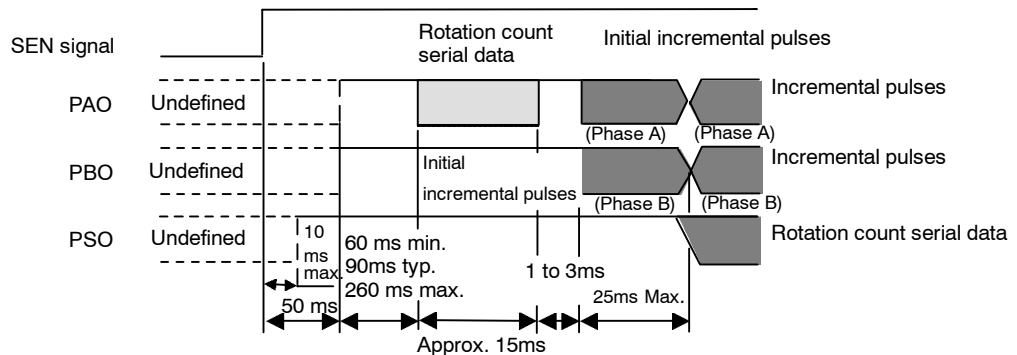 SEN signal
Rotation count
serial data
Initial incremental pulses
PAO
Undefined
Incremental pulses
(Phase A)
(Phase A)
PBO
Undefined
Initial
incremental pulses
Incremental pulses
(Phase B)
(Phase B)
PSO
Undefined
Rotation count serial data
10
ms
max.
60 ms min.
90ms typ.
260 ms max.
1 to 3ms
25ms Max.
50 ms
Approx. 15ms